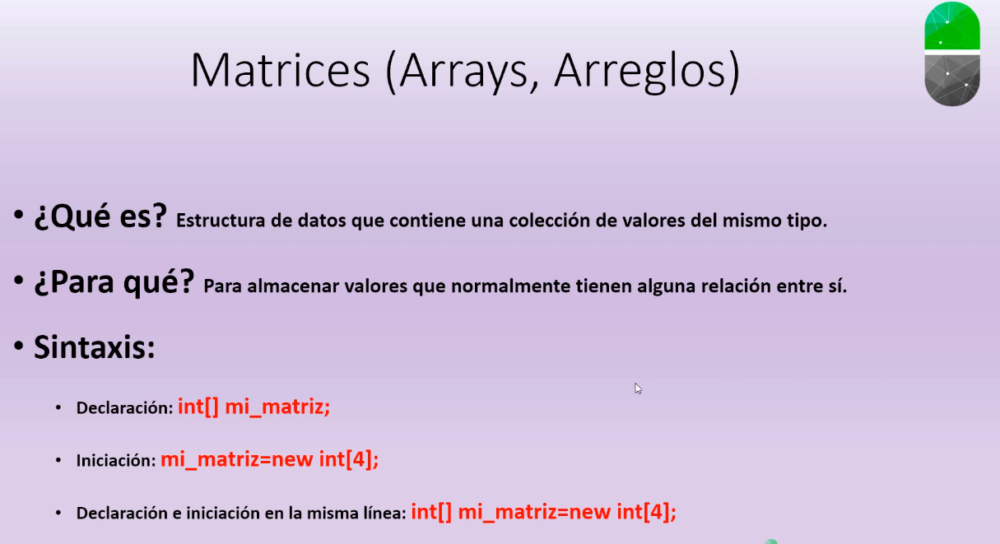 Matrices (Arrays, Arreglos)
• ¿Qué es? Estructura de datos que contiene una colección de valores del mismo tipo.
• ¿Para qué? Para almacenar valores que normalmente tienen alguna relación entre sí.
• Sintaxis:
• Declaración: int[] mi_matriz;
• Iniciación: mi_matriz=new int[4];
• Declaración e iniciación en la misma línea: int[] mi_matriz=new int[4];